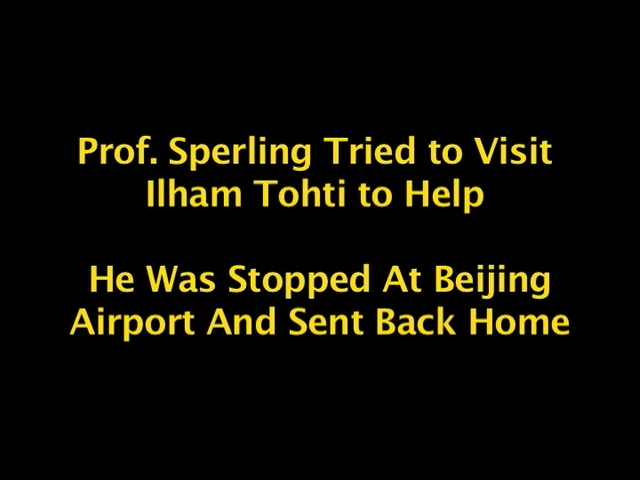 Prof. Sperling Tried to Visit
Ilham Tohti to Help
He Was Stopped At Beijing
Airport And Sent Back Home